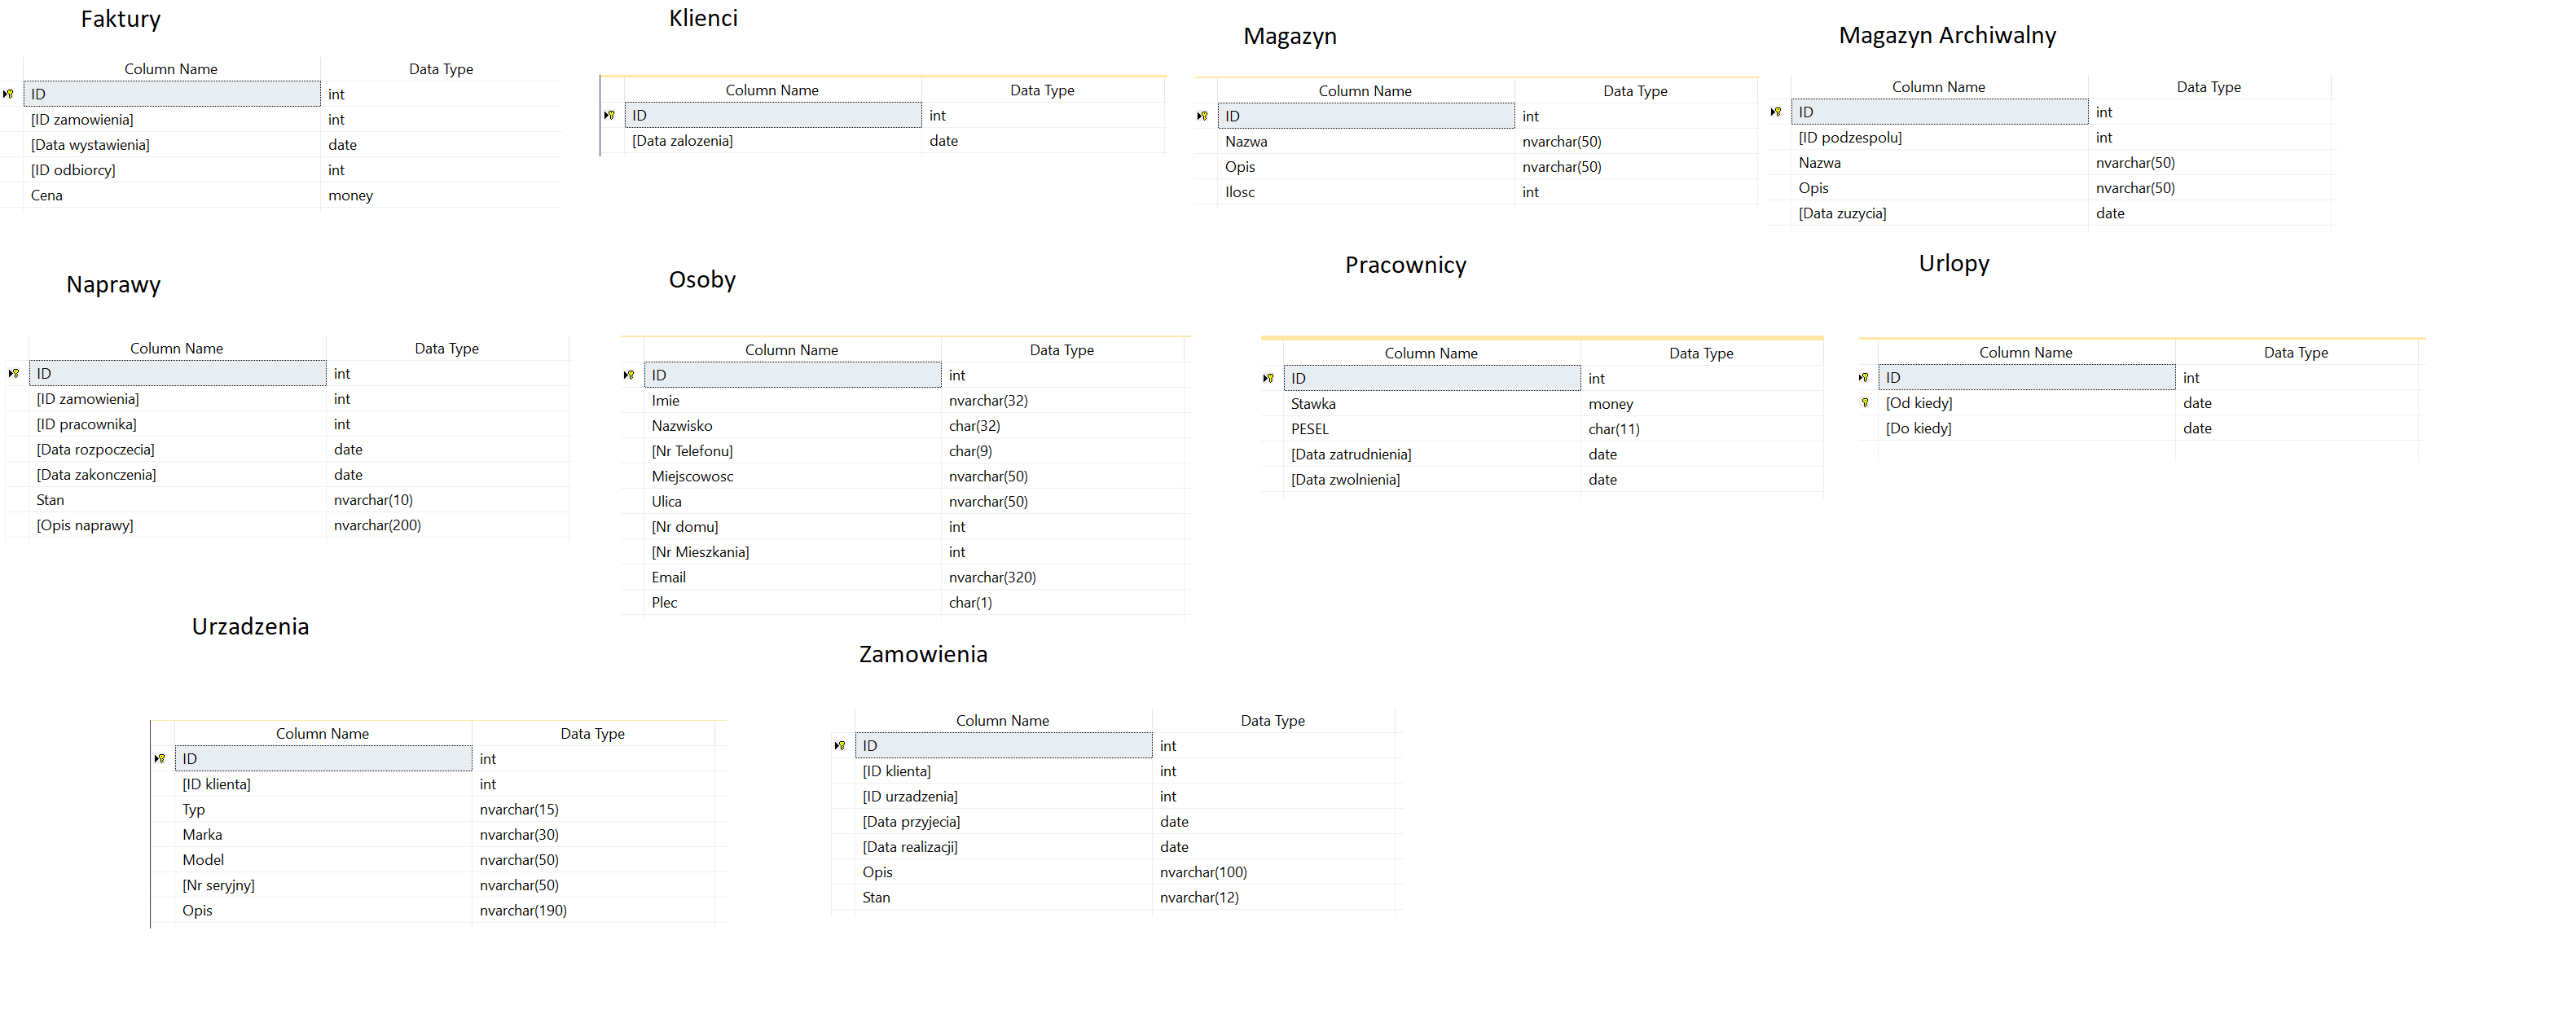 Faktury
Column Name Data Type
ID int
[ID zamowienia] int
[Data wystawienia] date
[ID odbiorcy] int
Cena money
Klienci
Column Name Data Type
ID int
[Data zalozenia] date
Magazyn
Column Name Data Type
ID int
Nazwa nvarchar(50)
Opis nvarchar(50)
Ilosc int
Magazyn Archiwalny
Column Name Data Type
ID int
[ID podzespolu] int
Nazwa nvarchar(50)
Opis nvarchar(50)
[Data zuzycia] date
Naprawy
Column Name Data Type
ID int
[ID zamowienia] int
[ID pracownika] int
[Data rozpoczecia] date
[Data zakonczenia] date
Stan nvarchar(10)
[Opis naprawy] nvarchar(200)
Osoby
Column Name Data Type
ID int
Imie nvarchar(32)
Nazwisko char(32)
[Nr Telefonu] char(9)
Miejscowosc nvarchar(50)
Ulica nvarchar(50)
[Nr domu] int
[Nr Mieszkania] int
Email nvarchar(320)
Plec char(1)
Pracownicy
Column Name Data Type
ID int
Stawka money
PESEL char(11)
[Data zatrudnienia] date
[Data zwolnienia] date
Urlopy
Column Name Data Type
ID int
[Od kiedy] date
[Do kiedy] date
Urzadzenia
Column Name Data Type
ID int
[ID klienta] int
Typ nvarchar(15)
Marka nvarchar(30)
Model nvarchar(50)
[Nr seryjny] nvarchar(50)
Opis nvarchar(190)
Zamowienia
Column Name Data Type
ID int
[ID klienta] int
[ID urzadzenia] int
[Data przyjecia] date
[Data realizacji] date
Opis nvarchar(100)
Stan nvarchar(12)